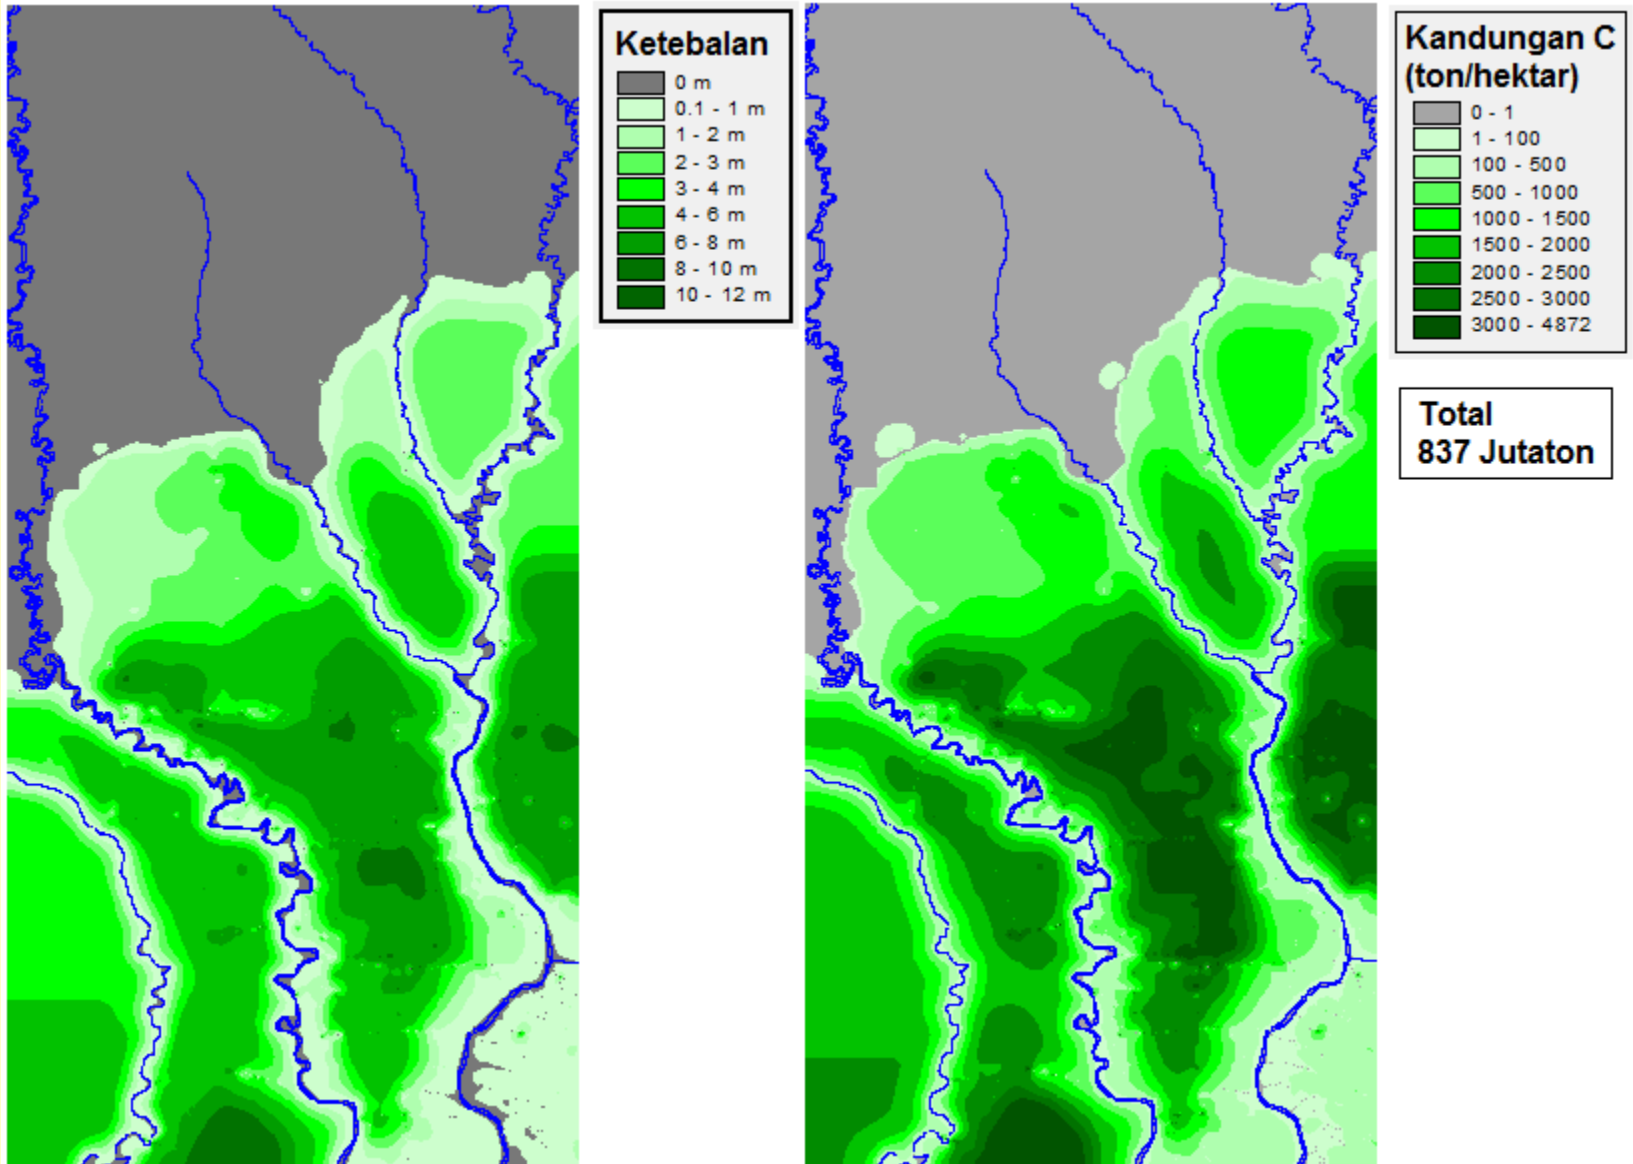 Ketebalan
0 m
0.1 - 1 m
1 - 2 m
2 - 3 m
3 - 4 m
4 - 6 m
6 - 8 m
8 - 10 m
10 - 12 m
Kandungan C
(ton/hektar)
0 - 1
1 - 100
100 - 500
500 - 1000
1000 - 1500
1500 - 2000
2000 - 2500
2500 - 3000
3000 - 4872
Total
837 Jutaton